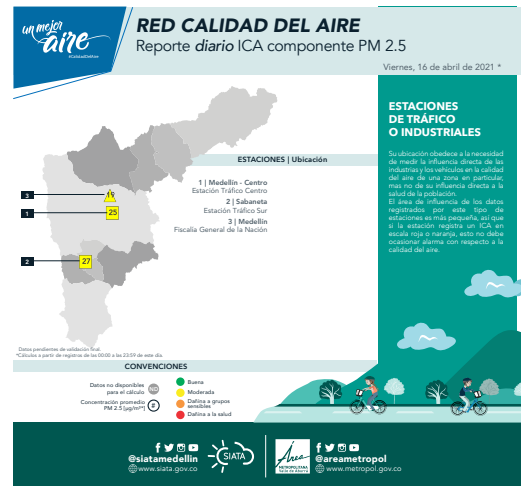 un mejor
aire
#CalidadDelAire
RED CALIDAD DEL AIRE
Reporte diario ICA componente PM 2.5
Viernes, 16 de abril de 2021 *
ESTACIONES
DE TRÁFICO
O INDUSTRIALES
Su ubicación obedece a la necesidad
de medir la influencia directa de las
industrias y los vehículos en la calidad
del aire de una zona en particular,
mas no de su influencia directa a la
salud de la población.
El área de influencia de los datos
registrados por este tipo de
estaciones es más pequeña, así que
si la estación registra un ICA en
escala roja o naranja, esto no debe
ocasionar alarma con respecto a la
calidad del aire.
ESTACIONES | Ubicación
1 | Medellín - Centro
Estación Tráfico Centro
2 | Sabaneta
Estación Tráfico Sur
3 | Medellín
Fiscalía General de la Nación
3
19
1
25
2
27
Datos pendientes de validación final.
*Cálculos a partir de registros de las 00:00 a las 23:59 de este día.
CONVENCIONES
Datos no disponibles
para el cálculo
ND
Concentración promedio
PM 2.5 [µg/m³*]
#
Buena
Moderada
Dañina a grupos
sensibles
Dañina a la salud
@siatamedellin
www.siata.gov.co
SIATA
Área
METROPOLITANA
Valle de Aburrá
@areametropol
www.metropol.gov.co